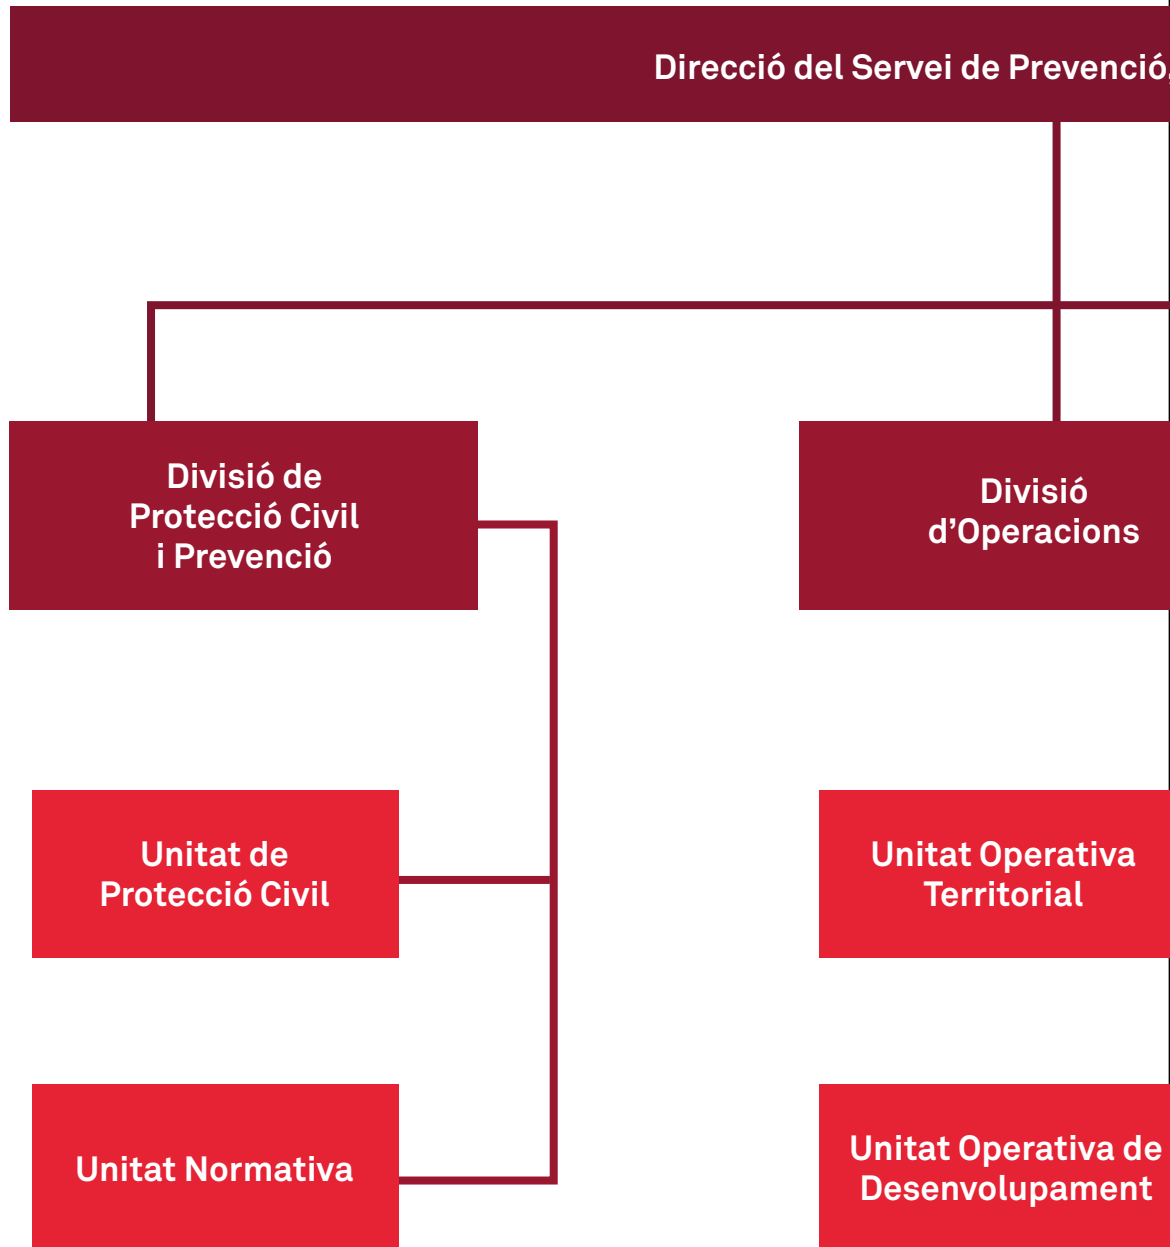 Direcció del Servei de Prevenció,
Divisió de
Protecció Civil
i Prevenció
Divisió
d’Operacions
Unitat de
Protecció Civil
Unitat Operativa
Territorial
Unitat Normativa
Unitat Operativa de
Desenvolupament